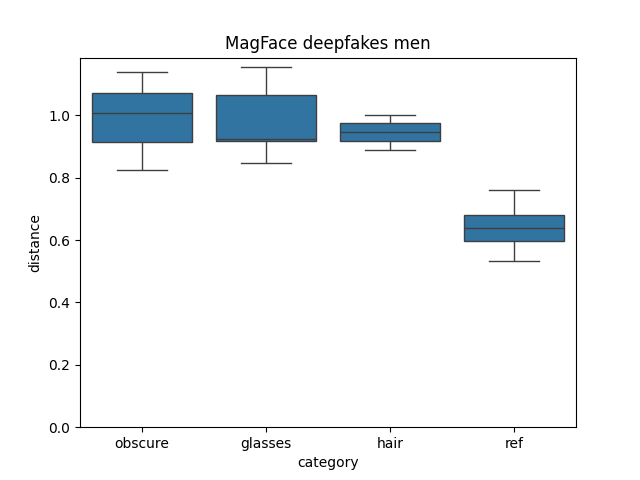 MagFace deepfakes men
distance
1.0
0.8
0.6
0.4
0.2
0.0
obscure glasses hair ref
category